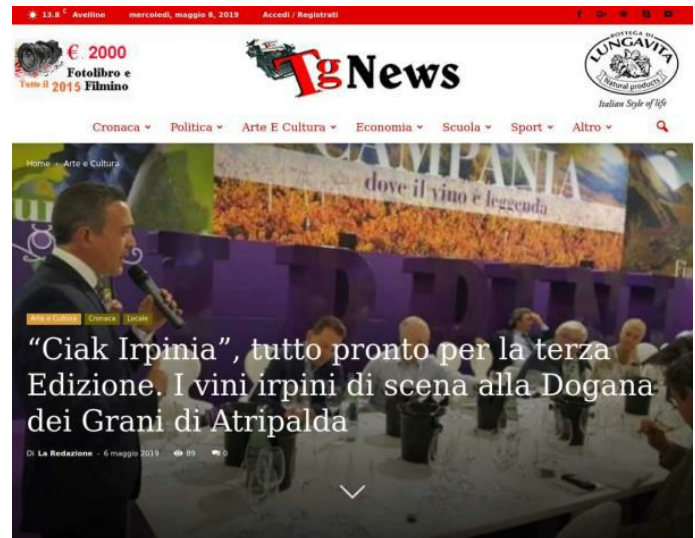 13.8 C Avellino mercoledì, maggio 8, 2019 Accedi / Registrati
€. 2000
Fotolibro e
Tutto il 2015 Filmino
TgNews
BOTTEGA DI
LUNGAVITA
Natural products
Italian Style of life
Cronaca Politica Arte E Cultura Economia Scuola Sport Altro
Home Arte e Cultura
CAMPANIA
dove il vino è leggenda
Arte e Cultura Cronaca Locale
“Ciak Irpinia”, tutto pronto per la terza
Edizione. I vini irpini di scena alla Dogana
dei Grani di Atripalda
Di La Redazione - 6 maggio 2019 89 0